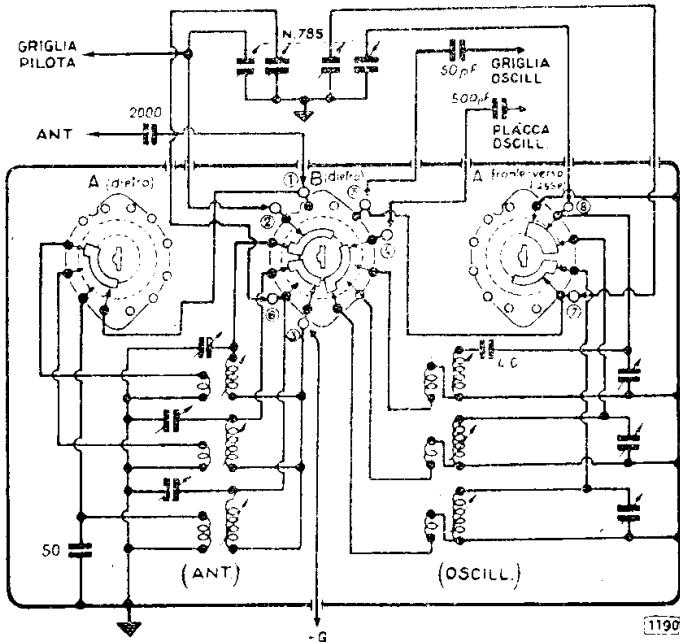 GRIGLIA
PILOTA
N.785
50pF
GRIGLIA
OSCILL
500pF
PLACCA
OSCILL.
2000
ANT
A (dietro)
①
B (dietro)
A fronte verso
l'asse
②
③
④
⑧
⑥
⑤
⑦
L C
50
(ANT.)
(OSCILL.)
-G
1190